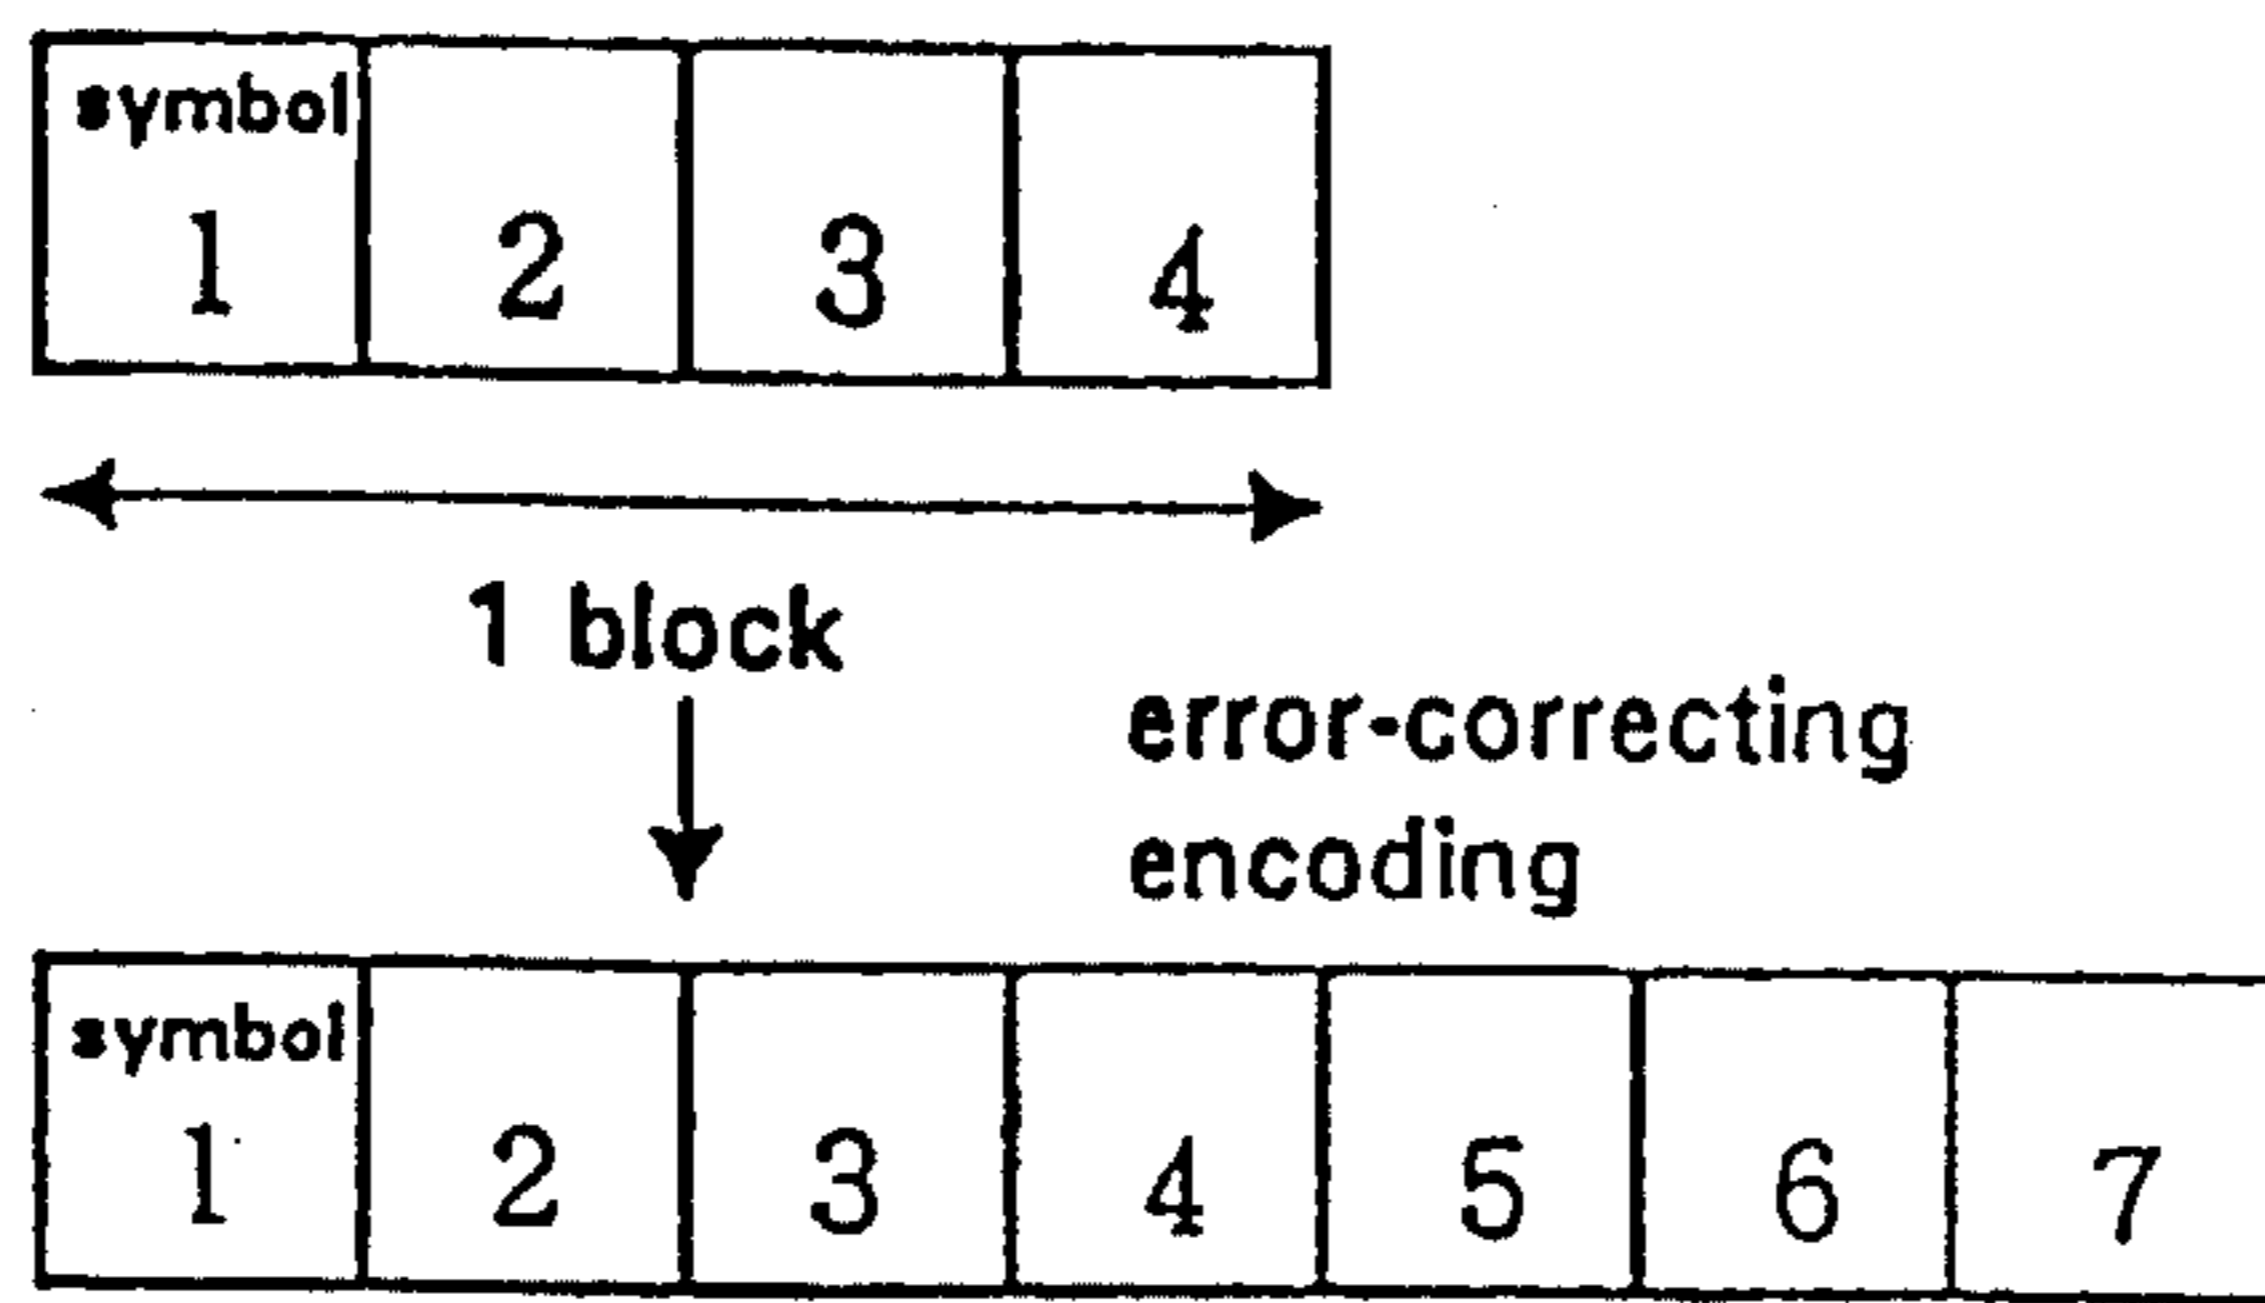 symbol
1 2 3 4
1 block
error-correcting
encoding
symbol
1 2 3 4 5 6 7